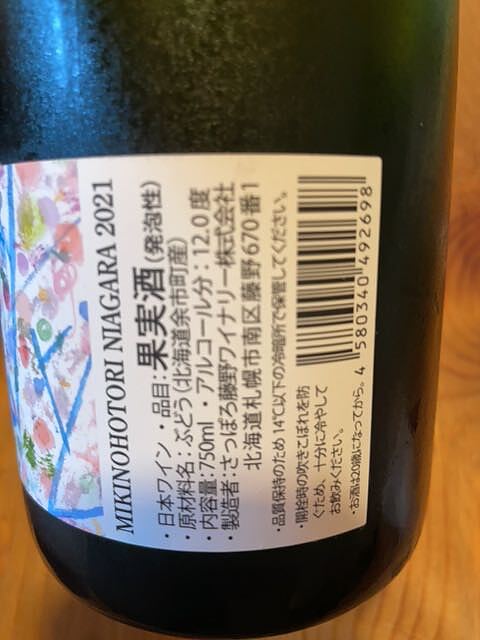 MIKINOHOTORI NIAGARA 2021
・日本ワイン ・品目:果実酒(発泡性)
・原材料名:ぶどう(北海道余市町産)
・内容量:750ml ・アルコール分:12.0度
・製造者:さっぽろ藤野ワイナリー株式会社
北海道札幌市南区藤野670番1
・品質保持のため14℃以下の冷暗所で保管してください。
・開栓時の吹きこぼれを防
ぐため、十分に冷やして
お飲みください。
・お酒は20歳になってから。
4 580340 492698